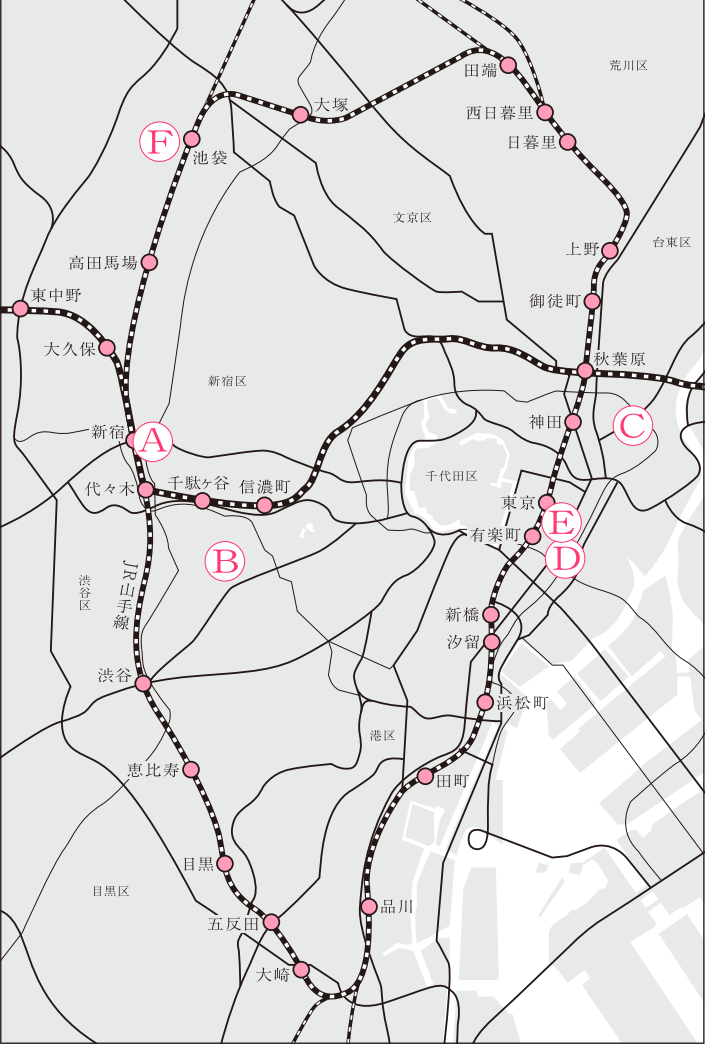 荒川区
田端
大塚
西日暮里
F
日暮里
池袋
文京区
台東区
上野
高田馬場
東中野
御徒町
大久保
秋葉原
新宿区
神田
C
新宿
A
千代田区
代々木
千駄ヶ谷
信濃町
東京
E
有楽町
B
D
渋谷区
JR山手線
新橋
汐留
渋谷
浜松町
港区
恵比寿
田町
目黒
目黒区
品川
五反田
大崎